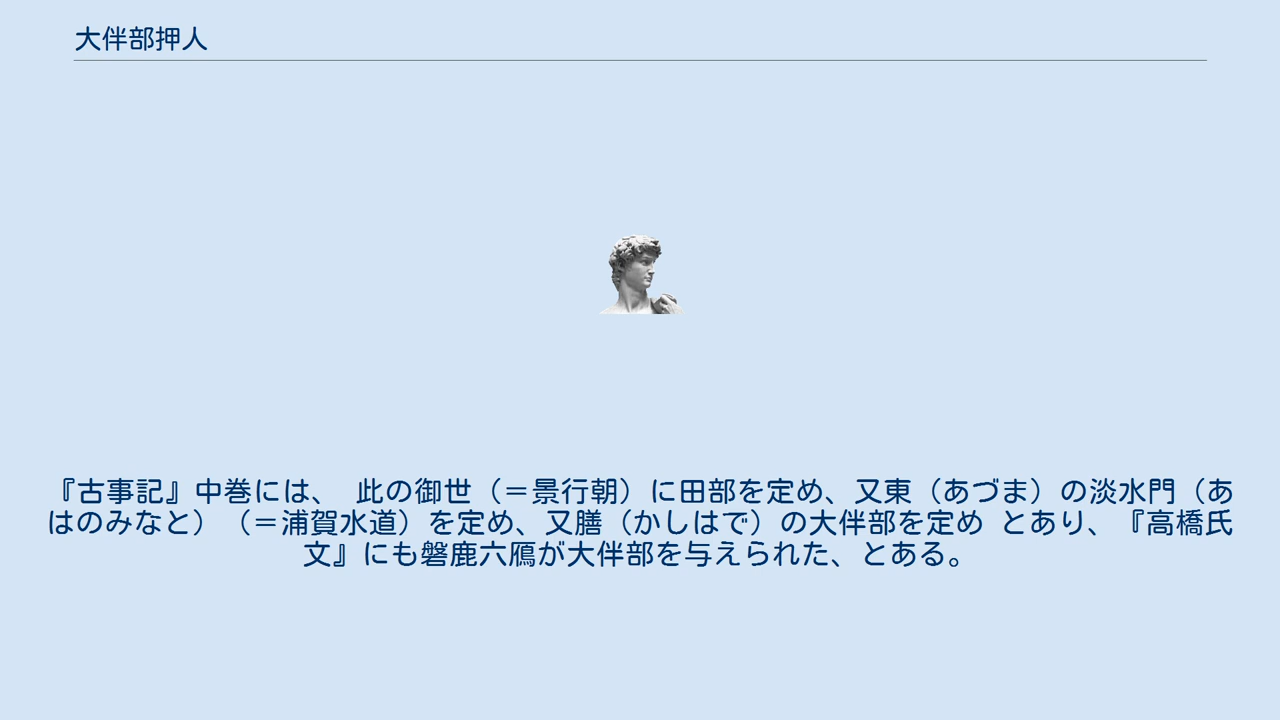 大伴部押人
『古事記』中巻には、 此の御世（＝景行朝）に田部を定め、又東（あづま）の淡水門（あ
はのみなと）（＝浦賀水道）を定め、又膳（かしはで）の大伴部を定め とあり、『高橋氏
文』にも磐鹿六鴈が大伴部を与えられた、とある。